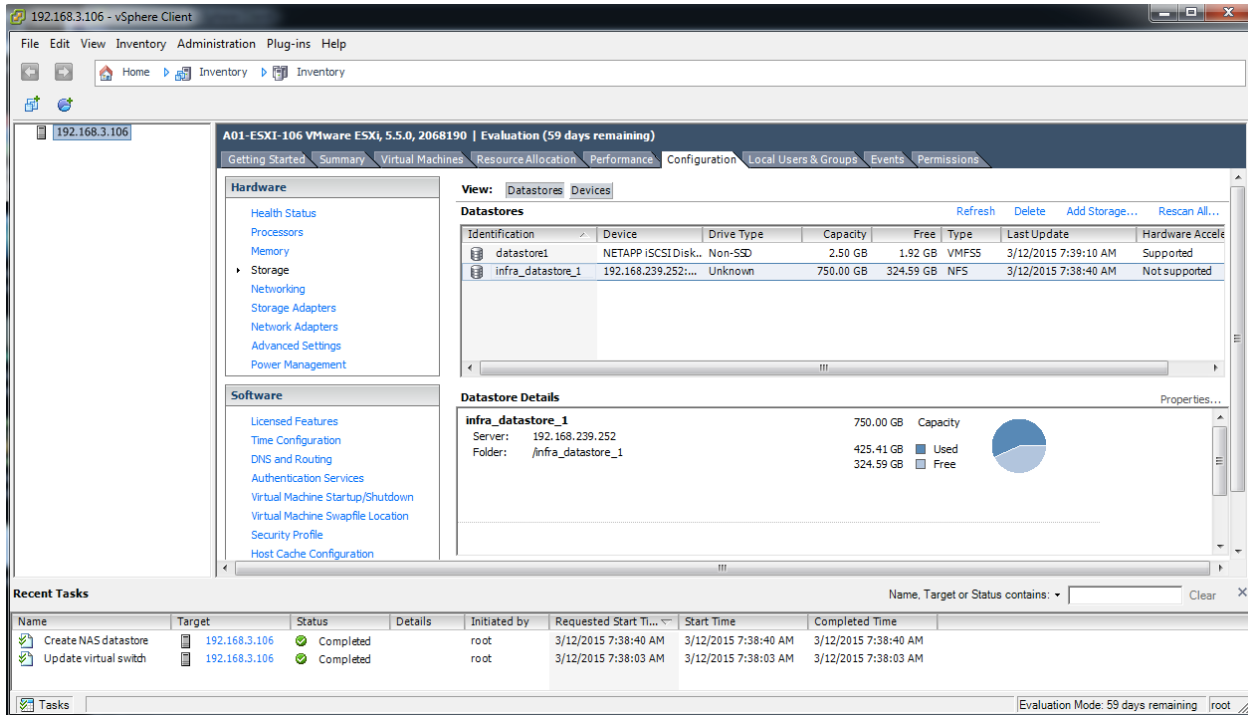 192.168.3.106 - vSphere Client
File Edit View Inventory Administration Plug-ins Help
Home Inventory Inventory
192.168.3.106
A01-ESXI-106 VMware ESXi, 5.5.0, 2068190 | Evaluation (59 days remaining)
Getting Started Summary Virtual Machines Resource Allocation Performance Configuration Local Users & Groups Events Permissions
Hardware
Health Status
Processors
Memory
Storage
Networking
Storage Adapters
Network Adapters
Advanced Settings
Power Management
Software
Licensed Features
Time Configuration
DNS and Routing
Authentication Services
Virtual Machine Startup/Shutdown
Virtual Machine Swapfile Location
Security Profile
Host Cache Configuration
View: Datastores Devices
Datastores
Refresh Delete Add Storage... Rescan All...
Identification Device Drive Type Capacity Free Type Last Update Hardware Accele
datastore1 NETAPP iSCSI Disk... Non-SSD 2.50 GB 1.92 GB VMFS5 3/12/2015 7:39:10 AM Supported
infra_datastore_1 192.168.239.252:... Unknown 750.00 GB 324.59 GB NFS 3/12/2015 7:38:40 AM Not supported
Datastore Details
Properties...
infra_datastore_1
Server: 192.168.239.252
Folder: /infra_datastore_1
750.00 GB Capacity
425.41 GB Used
324.59 GB Free
Recent Tasks
Name, Target or Status contains: Clear
Name Target Status Details Initiated by Requested Start Ti... Start Time Completed Time
Create NAS datastore 192.168.3.106 Completed root 3/12/2015 7:38:40 AM 3/12/2015 7:38:40 AM 3/12/2015 7:38:40 AM
Update virtual switch 192.168.3.106 Completed root 3/12/2015 7:38:03 AM 3/12/2015 7:38:03 AM 3/12/2015 7:38:03 AM
Tasks
Evaluation Mode: 59 days remaining root